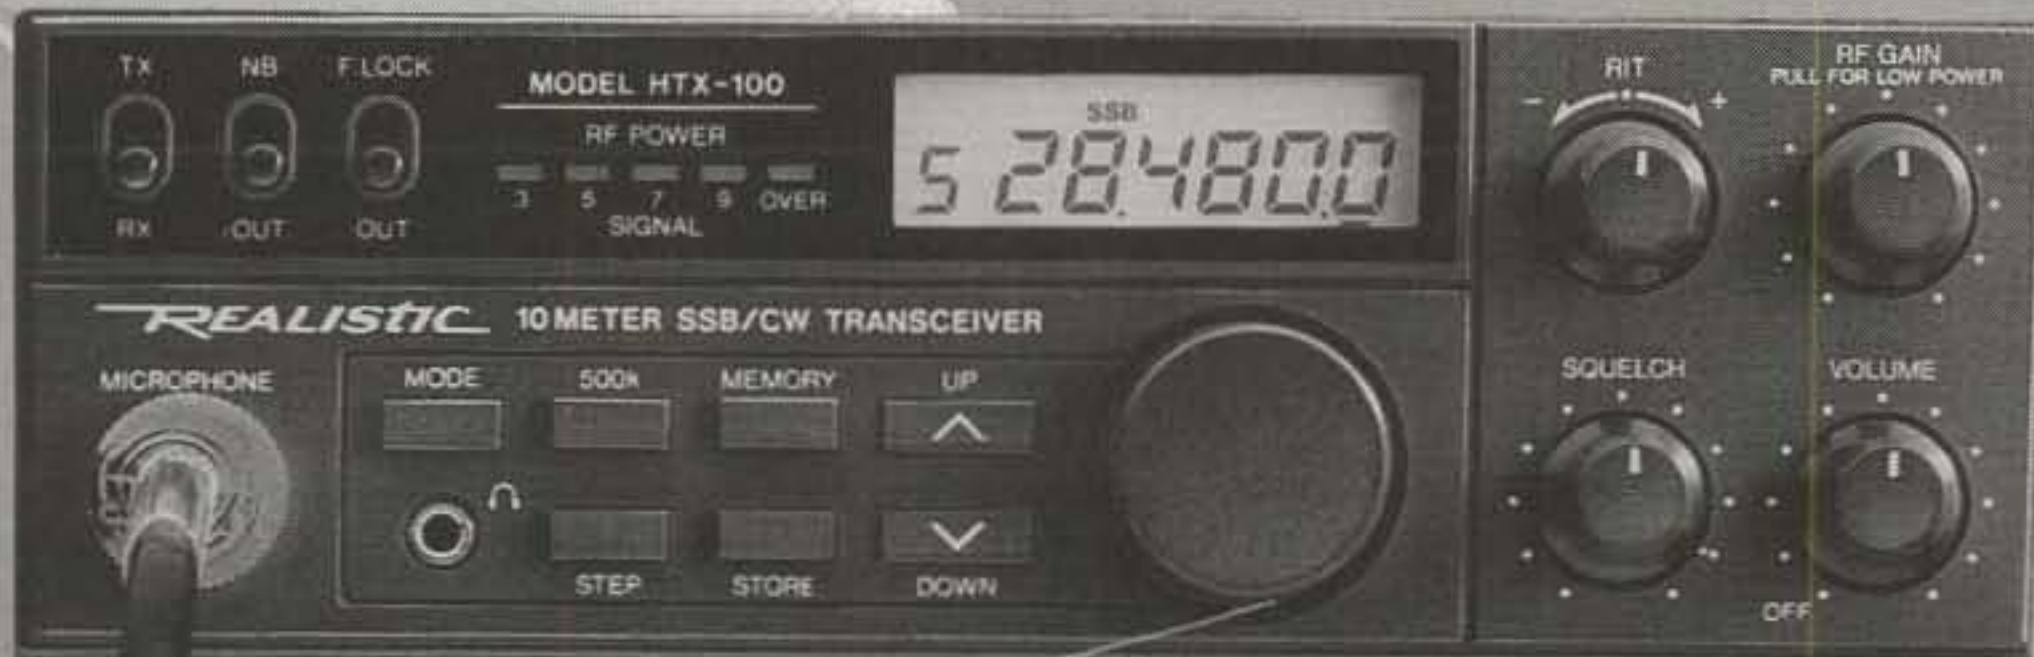 TX NB F.LOCK
RX OUT OUT
MODEL HTX-100
RF POWER
3 5 7 9 OVER
SIGNAL
SSB
5 28.480.0
RIT
- +
RF GAIN
PULL FOR LOW POWER
REALISTIC 10 METER SSB/CW TRANSCEIVER
MICROPHONE
MODE 500k MEMORY UP
STEP STORE DOWN
SQUELCH VOLUME
OFF